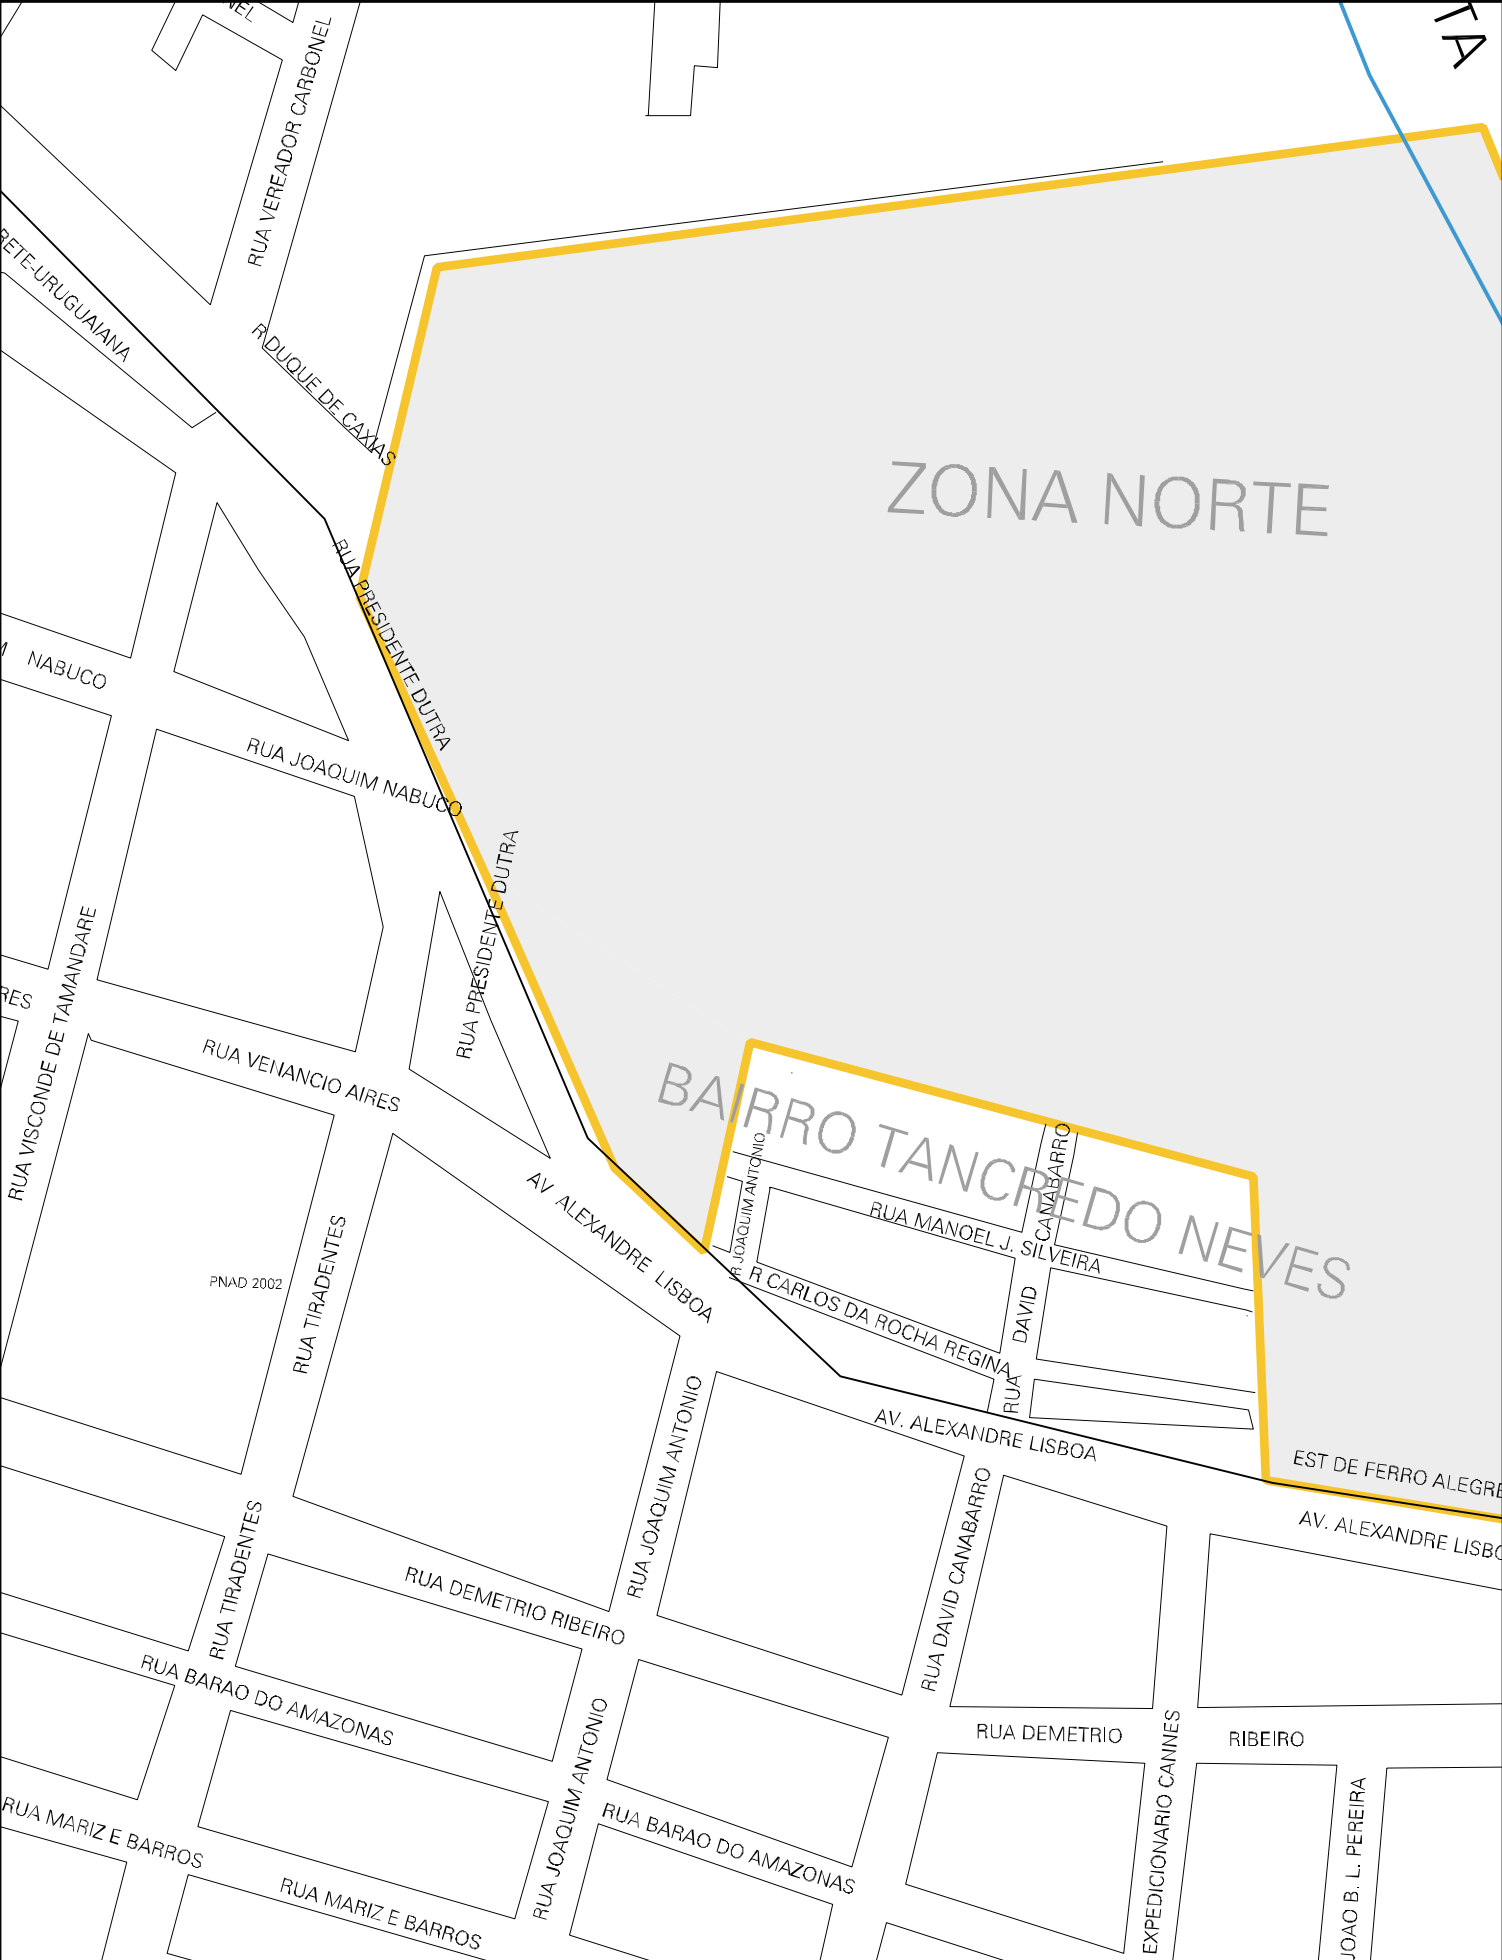 NEL
TA
RUA VEREADOR CARBONEL
RETE-URUGUAIANA
R DUQUE DE CAXIAS
ZONA NORTE
RUA PRESIDENTE DUTRA
NABUCO
RUA JOAQUIM NABUCO
RUA PRESIDENTE DUTRA
RUA VISCONDE DE TAMANDARE
RES
RUA VENANCIO AIRES
BAIRRO TANCREDO NEVES
R JOAQUIM ANTONIO
RUA DAVID CANABARRO
RUA MANOEL J. SILVEIRA
AV ALEXANDRE LISBOA
R CARLOS DA ROCHA REGINA
PNAD 2002
RUA TIRADENTES
RUA JOAQUIM ANTONIO
AV. ALEXANDRE LISBOA
EST DE FERRO ALEGRE
AV. ALEXANDRE LISBO
RUA DAVID CANABARRO
RUA TIRADENTES
RUA DEMETRIO RIBEIRO
RUA BARAO DO AMAZONAS
RUA DEMETRIO RIBEIRO
RUA JOAQUIM ANTONIO
EXPEDICIONARIO CANNES
JOAO B. L. PEREIRA
RUA MARIZ E BARROS
RUA BARAO DO AMAZONAS
RUA MARIZ E BARROS